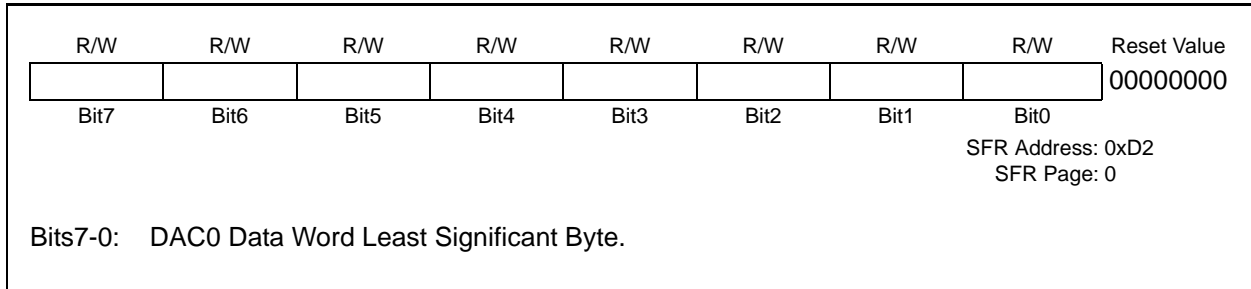 R/W R/W R/W R/W R/W R/W R/W R/W Reset Value
00000000
Bit7 Bit6 Bit5 Bit4 Bit3 Bit2 Bit1 Bit0
SFR Address: 0xD2
SFR Page: 0
Bits7-0: DAC0 Data Word Least Significant Byte.